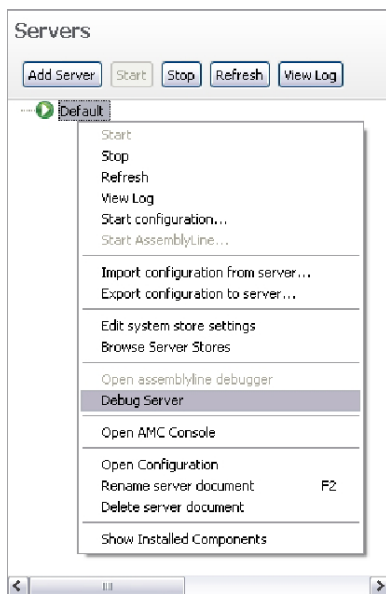 Servers
Add Server Start Stop Refresh View Log
Default
Start
Stop
Refresh
View Log
Start configuration...
Start AssemblyLine...
Import configuration from server...
Export configuration to server...
Edit system store settings
Browse Server Stores
Open assemblyline debugger
Debug Server
Open AMC Console
Open Configuration
Rename server document F2
Delete server document
Show Installed Components